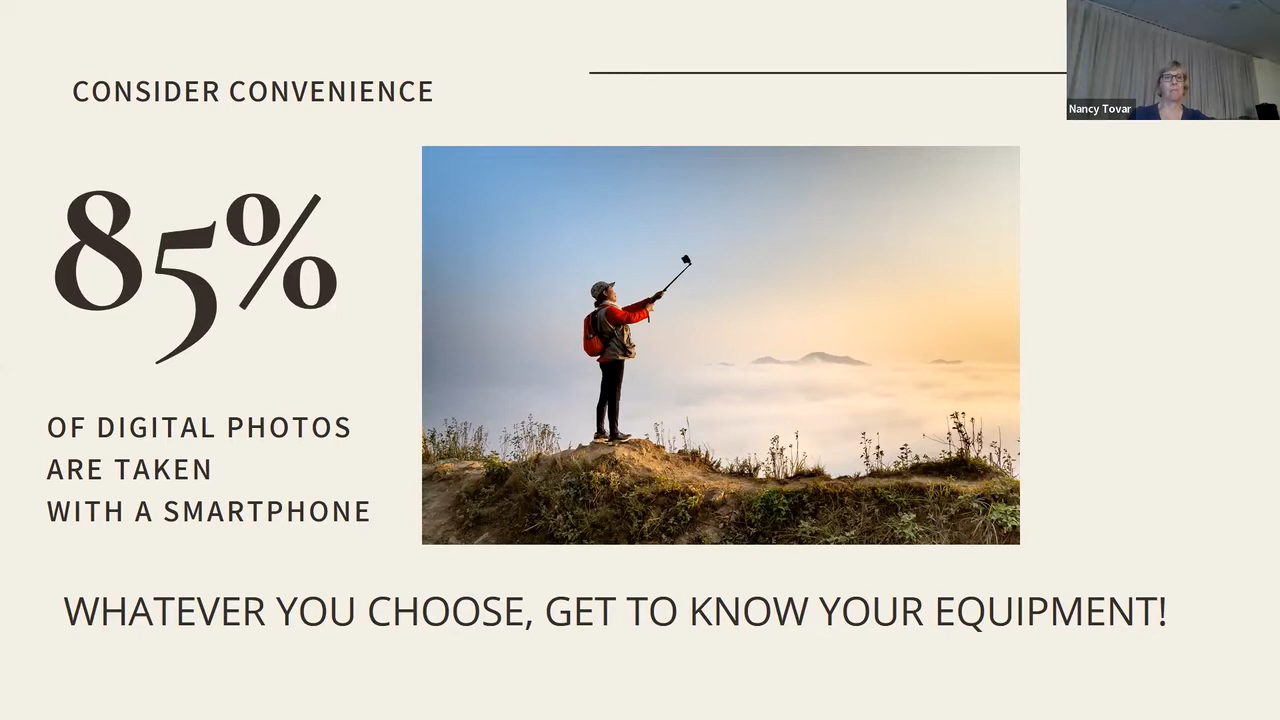 CONSIDER CONVENIENCE
Nancy Tovar
85%
OF DIGITAL PHOTOS
ARE TAKEN
WITH A SMARTPHONE
WHATEVER YOU CHOOSE, GET TO KNOW YOUR EQUIPMENT!